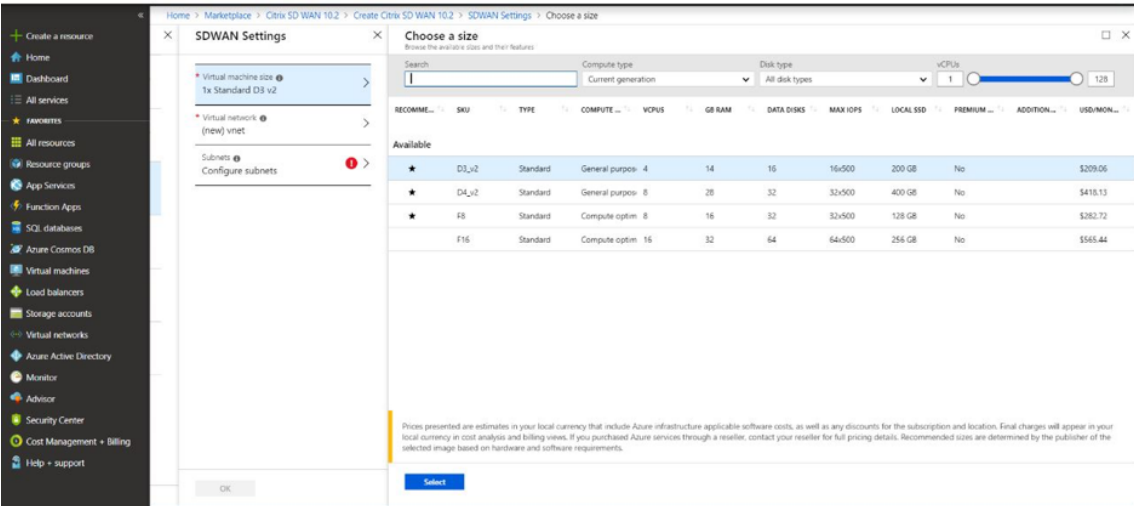 Home > Marketplace > Citrix SD WAN 10.2 > Create Citrix SD WAN 10.2 > SDWAN Settings > Choose a size
Create a resource
Home
Dashboard
All services
FAVORITES
All resources
Resource groups
App Services
Function Apps
SQL databases
Azure Cosmos DB
Virtual machines
Load balancers
Storage accounts
Virtual networks
Azure Active Directory
Monitor
Advisor
Security Center
Cost Management + Billing
Help + support
SDWAN Settings
* Virtual machine size
1x Standard D3 v2
* Virtual network
(new) vnet
Subnets
Configure subnets
OK
Choose a size
Browse the available sizes and their features
Search Compute type Disk type vCPUs
Current generation All disk types 1 128
RECOMME... SKU TYPE COMPUTE ... VCPUS GB RAM DATA DISKS MAX IOPS LOCAL SSD PREMIUM ... ADDITION... USD/MON...
Available
★ D3_v2 Standard General purpos 4 14 16 16x500 200 GB No $209.06
★ D4_v2 Standard General purpos 8 28 32 32x500 400 GB No $418.13
★ F8 Standard Compute optim 8 16 32 32x500 128 GB No $282.72
F16 Standard Compute optim 16 32 64 64x500 256 GB No $565.44
Prices presented are estimates in your local currency that include Azure infrastructure applicable software costs, as well as any discounts for the subscription and location. Final charges will appear in your
local currency in cost analysis and billing views. If you purchased Azure services through a reseller, contact your reseller for full pricing details. Recommended sizes are determined by the publisher of the
selected image based on hardware and software requirements.
Select